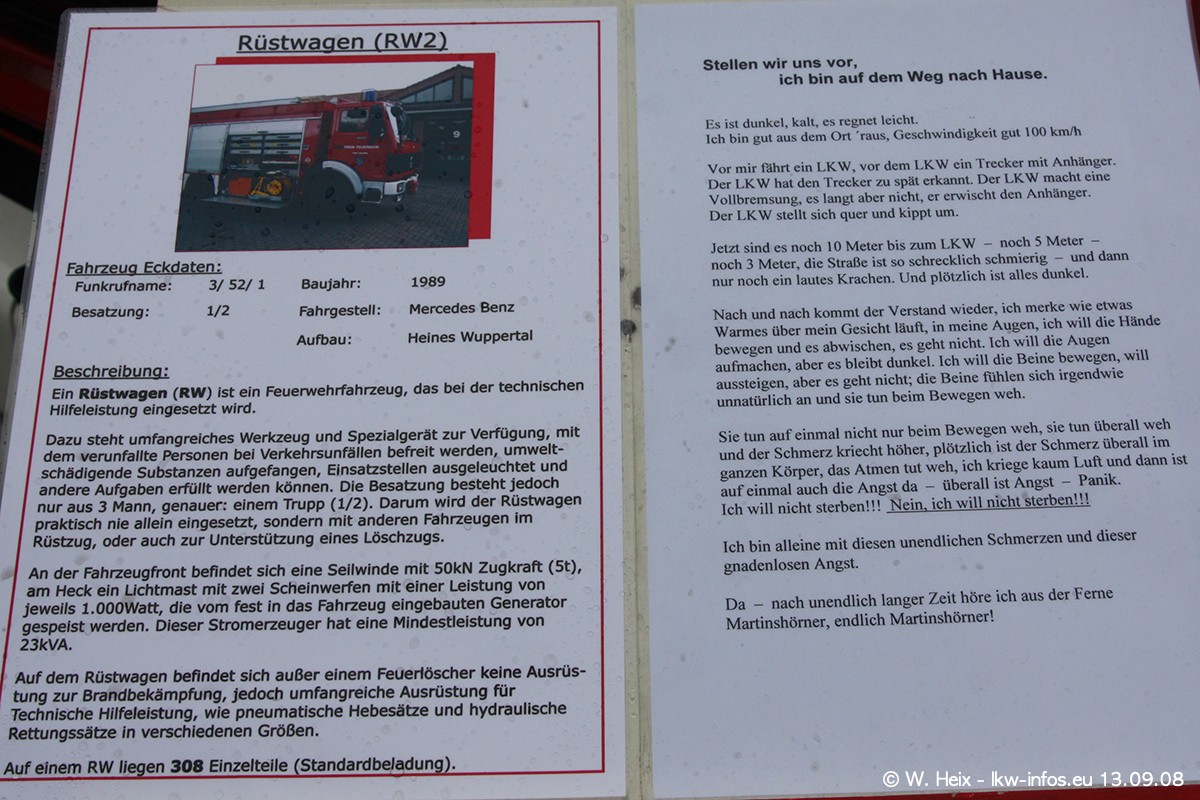 Rüstwagen (RW2)
9
Fahrzeug Eckdaten:
Funkrufname: 3/ 52/ 1 Baujahr: 1989
Besatzung: 1/2 Fahrgestell: Mercedes Benz
Aufbau: Heines Wuppertal
Beschreibung:
Ein Rüstwagen (RW) ist ein Feuerwehrfahrzeug, das bei der technischen
Hilfeleistung eingesetzt wird.
Dazu steht umfangreiches Werkzeug und Spezialgerät zur Verfügung, mit
dem verunfallte Personen bei Verkehrsunfällen befreit werden, umwelt-
schädigende Substanzen aufgefangen, Einsatzstellen ausgeleuchtet und
andere Aufgaben erfüllt werden können. Die Besatzung besteht jedoch
nur aus 3 Mann, genauer: einem Trupp (1/2). Darum wird der Rüstwagen
praktisch nie allein eingesetzt, sondern mit anderen Fahrzeugen im
Rüstzug, oder auch zur Unterstützung eines Löschzugs.
An der Fahrzeugfront befindet sich eine Seilwinde mit 50kN Zugkraft (5t),
am Heck ein Lichtmast mit zwei Scheinwerfen mit einer Leistung von
jeweils 1.000Watt, die vom fest in das Fahrzeug eingebauten Generator
gespeist werden. Dieser Stromerzeuger hat eine Mindestleistung von
23kVA.
Auf dem Rüstwagen befindet sich außer einem Feuerlöscher keine Ausrüs-
tung zur Brandbekämpfung, jedoch umfangreiche Ausrüstung für
Technische Hilfeleistung, wie pneumatische Hebesätze und hydraulische
Rettungssätze in verschiedenen Größen.
Auf einem RW liegen 308 Einzelteile (Standardbeladung).
Stellen wir uns vor,
ich bin auf dem Weg nach Hause.
Es ist dunkel, kalt, es regnet leicht.
Ich bin gut aus dem Ort ´raus, Geschwindigkeit gut 100 km/h
Vor mir fährt ein LKW, vor dem LKW ein Trecker mit Anhänger.
Der LKW hat den Trecker zu spät erkannt. Der LKW macht eine
Vollbremsung, es langt aber nicht, er erwischt den Anhänger.
Der LKW stellt sich quer und kippt um.
Jetzt sind es noch 10 Meter bis zum LKW – noch 5 Meter –
noch 3 Meter, die Straße ist so schrecklich schmierig – und dann
nur noch ein lautes Krachen. Und plötzlich ist alles dunkel.
Nach und nach kommt der Verstand wieder, ich merke wie etwas
Warmes über mein Gesicht läuft, in meine Augen, ich will die Hände
bewegen und es abwischen, es geht nicht. Ich will die Augen
aufmachen, aber es bleibt dunkel. Ich will die Beine bewegen, will
aussteigen, aber es geht nicht; die Beine fühlen sich irgendwie
unnatürlich an und sie tun beim Bewegen weh.
Sie tun auf einmal nicht nur beim Bewegen weh, sie tun überall weh
und der Schmerz kriecht höher, plötzlich ist der Schmerz überall im
ganzen Körper, das Atmen tut weh, ich kriege kaum Luft und dann ist
auf einmal auch die Angst da – überall ist Angst – Panik.
Ich will nicht sterben!!! Nein, ich will nicht sterben!!!
Ich bin alleine mit diesen unendlichen Schmerzen und dieser
gnadenlosen Angst.
Da – nach unendlich langer Zeit höre ich aus der Ferne
Martinshörner, endlich Martinshörner!
© W. Heix - lkw-infos.eu 13.09.08